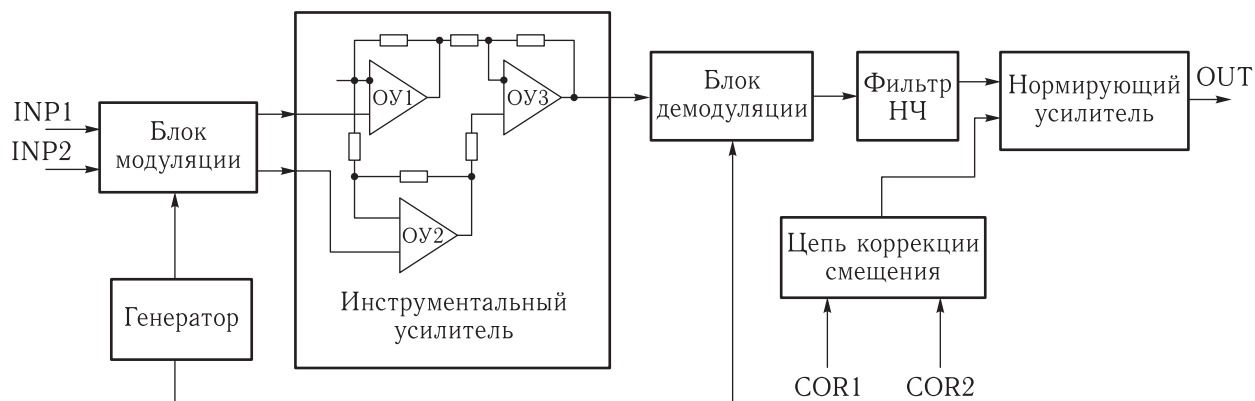 INP1
INP2
Блок
модуляции
Генератор
ОУ1
ОУ3
ОУ2
Инструментальный
усилитель
Блок
демодуляции
Фильтр
НЧ
Нормирующий
усилитель
OUT
Цепь коррекции
смещения
COR1
COR2